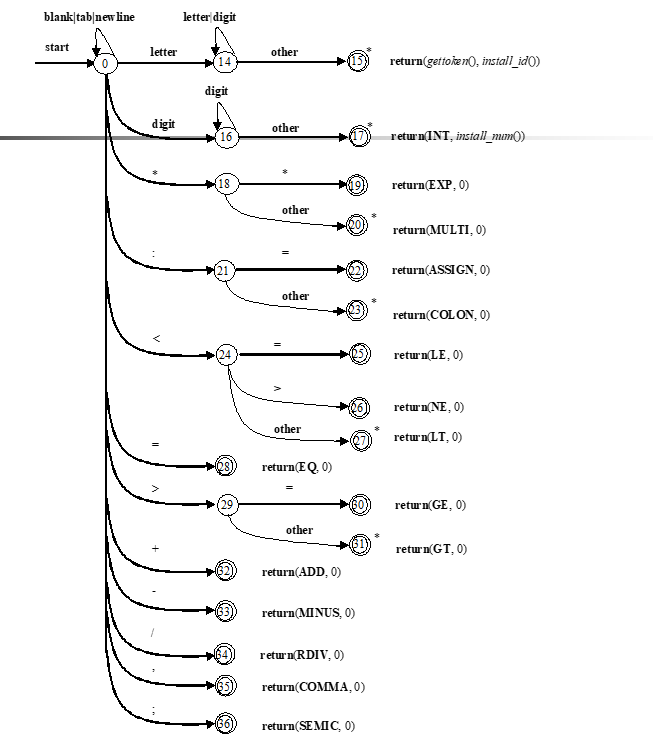 blank|tab|newline letter|digit
start letter other *
0 14 15 return(gettoken(), install_id())
digit
digit other *
16 17 return(INT, install_num())
* *
18 19 return(EXP, 0)
other *
20 return(MULTI, 0)
: =
21 22 return(ASSIGN, 0)
other *
23 return(COLON, 0)
< =
24 25 return(LE, 0)
>
26 return(NE, 0)
other *
27 return(LT, 0)
=
28 return(EQ, 0)
> =
29 30 return(GE, 0)
other *
31 return(GT, 0)
+
32 return(ADD, 0)
-
33 return(MINUS, 0)
/
34 return(RDIV, 0)
,
35 return(COMMA, 0)
;
36 return(SEMIC, 0)